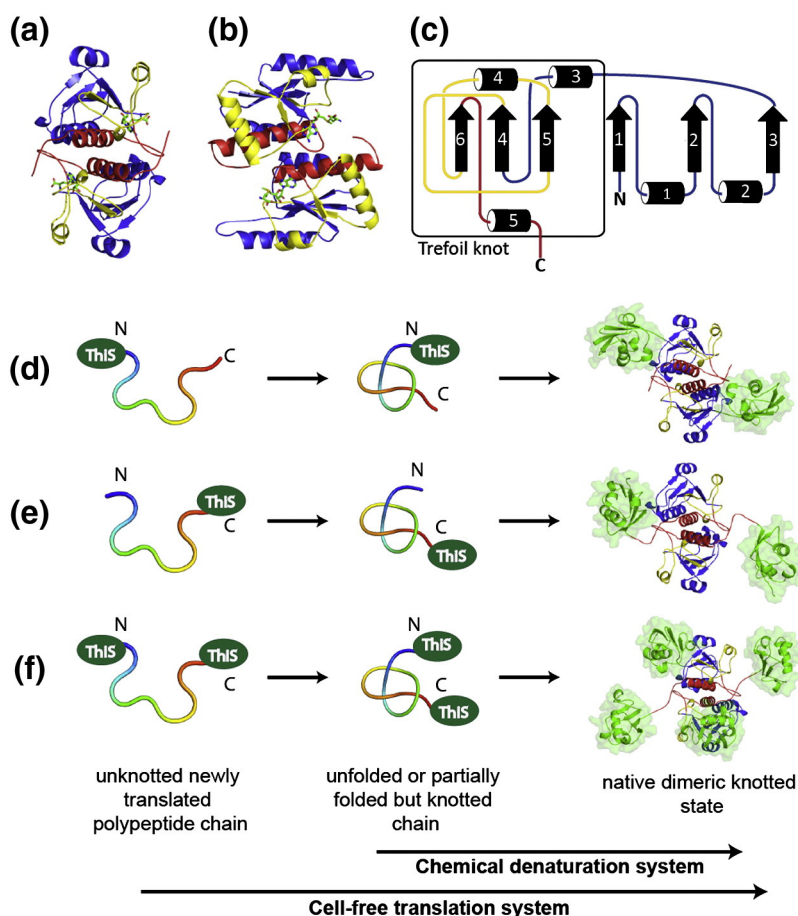 (a)
(b)
(c)
4
3
6
4
5
1
2
3
N
1
2
5
Trefoil knot
C
(d)
N
ThiS
C
N
ThiS
C
(e)
N
ThiS
C
N
C
ThiS
(f)
N
ThiS
ThiS
C
N
ThiS
C
ThiS
unknotted newly
translated
polypeptide chain
unfolded or partially
folded but knotted
chain
native dimeric knotted
state
Chemical denaturation system
Cell-free translation system